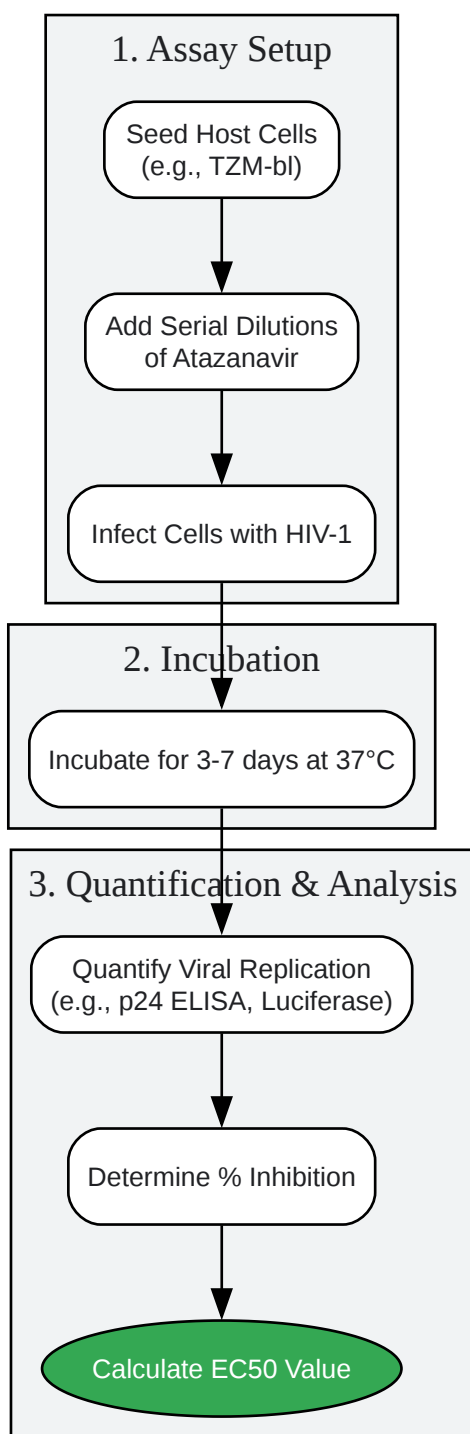 1. Assay Setup
Seed Host Cells
(e.g., TZM-bl)
Add Serial Dilutions
of Atazanavir
Infect Cells with HIV-1
2. Incubation
Incubate for 3-7 days at 37°C
3. Quantification & Analysis
Quantify Viral Replication
(e.g., p24 ELISA, Luciferase)
Determine % Inhibition
Calculate EC50 Value